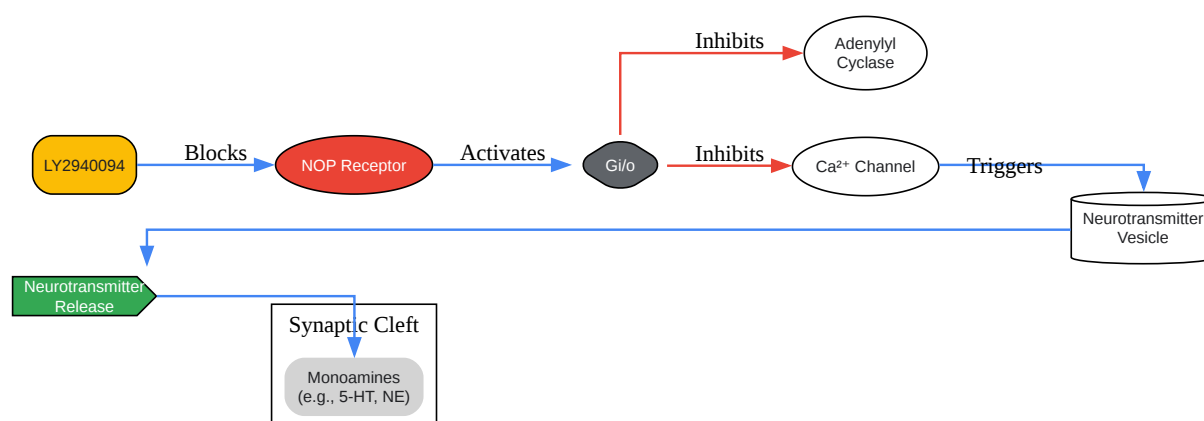 Inhibits
Adenylyl
Cyclase
LY2940094
Blocks
NOP Receptor
Activates
Gi/o
Inhibits
Ca²⁺ Channel
Triggers
Neurotransmitter
Vesicle
Neurotransmitter
Release
Synaptic Cleft
Monoamines
(e.g., 5-HT, NE)